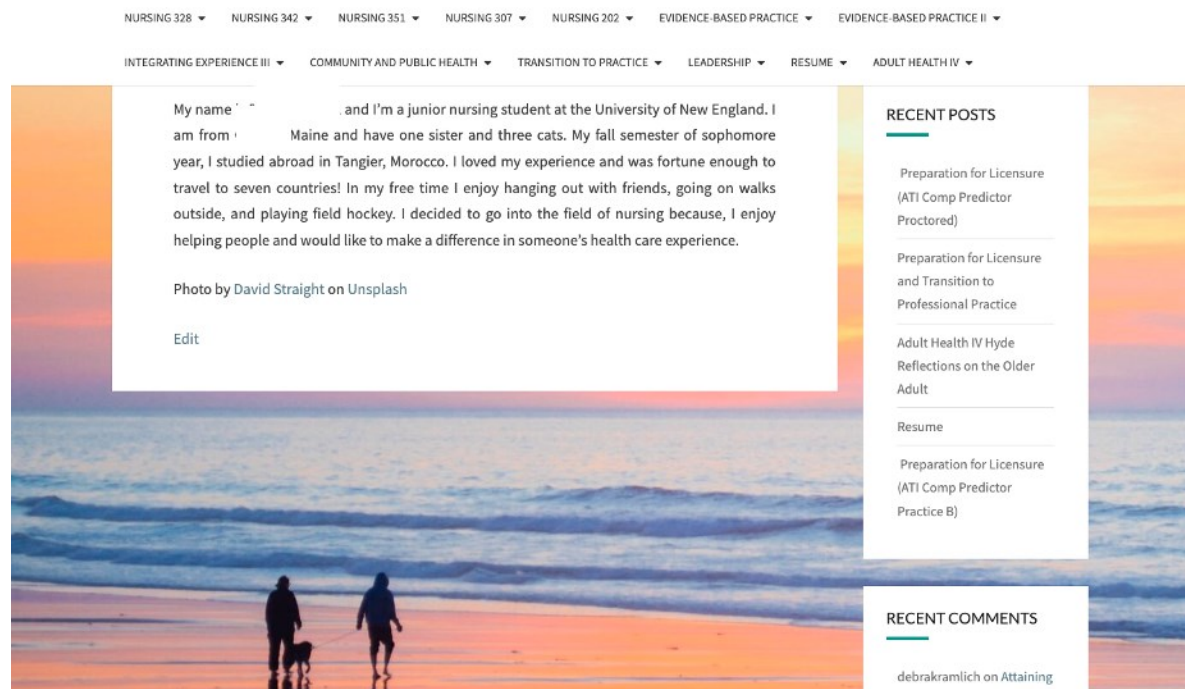 NURSING 328 NURSING 342 NURSING 351 NURSING 307 NURSING 202 EVIDENCE-BASED PRACTICE EVIDENCE-BASED PRACTICE II
INTEGRATING EXPERIENCE III COMMUNITY AND PUBLIC HEALTH TRANSITION TO PRACTICE LEADERSHIP RESUME ADULT HEALTH IV
My name and I'm a junior nursing student at the University of New England. I
am from Maine and have one sister and three cats. My fall semester of sophomore
year, I studied abroad in Tangier, Morocco. I loved my experience and was fortune enough to
travel to seven countries! In my free time I enjoy hanging out with friends, going on walks
outside, and playing field hockey. I decided to go into the field of nursing because, I enjoy
helping people and would like to make a difference in someone's health care experience.
Photo by David Straight on Unsplash
Edit
RECENT POSTS
Preparation for Licensure
(ATI Comp Predictor
Proctored)
Preparation for Licensure
and Transition to
Professional Practice
Adult Health IV Hyde
Reflections on the Older
Adult
Resume
Preparation for Licensure
(ATI Comp Predictor
Practice B)
RECENT COMMENTS
debrakramlich on Attaining